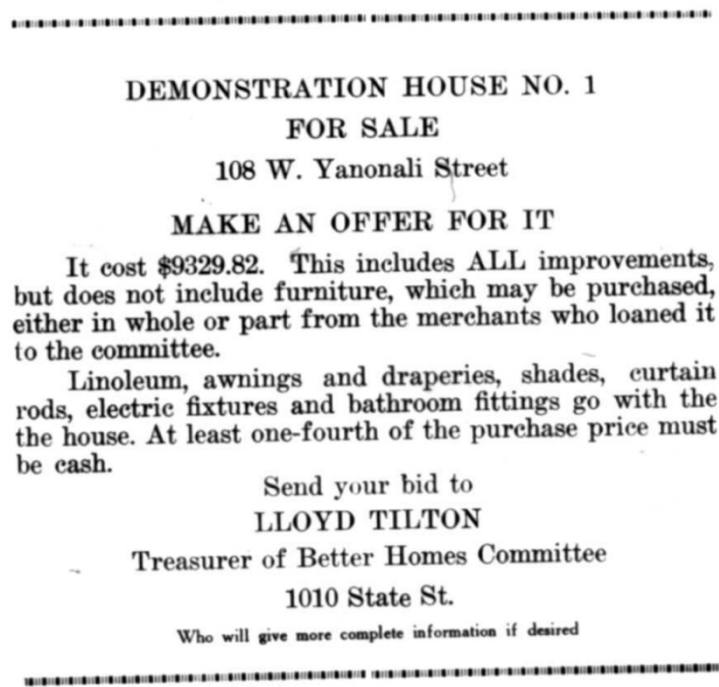 DEMONSTRATION HOUSE NO. 1
FOR SALE
108 W. Yanonali Street
MAKE AN OFFER FOR IT
It cost $9329.82. This includes ALL improvements,
but does not include furniture, which may be purchased,
either in whole or part from the merchants who loaned it
to the committee.
Linoleum, awnings and draperies, shades, curtain
rods, electric fixtures and bathroom fittings go with the
the house. At least one-fourth of the purchase price must
be cash.
Send your bid to
LLOYD TILTON
Treasurer of Better Homes Committee
1010 State St.
Who will give more complete information if desired